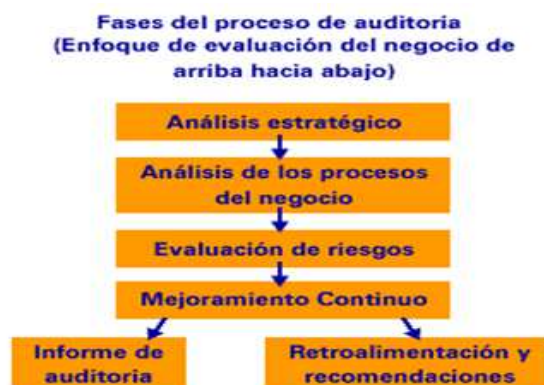 Fases del proceso de auditoria
(Enfoque de evaluación del negocio de
arriba hacia abajo)
Análisis estratégico
Análisis de los procesos
del negocio
Evaluación de riesgos
Mejoramiento Continuo
Informe de
auditoria
Retroalimentación y
recomendaciones